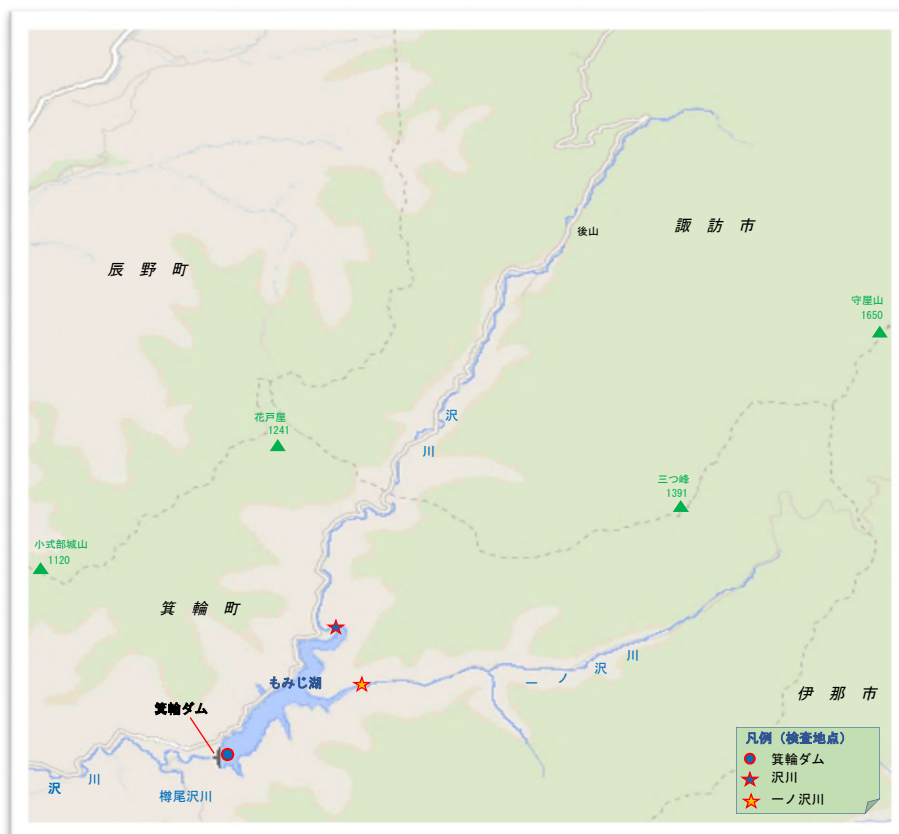 後山
諏訪市
辰野町
守屋山
1650
花戸屋
1241
沢
川
三つ峰
1391
小式部城山
1120
箕輪町
一ノ沢川
もみじ湖
伊那市
箕輪ダム
沢川
樽尾沢川
凡例（検査地点）
箕輪ダム
沢川
一ノ沢川